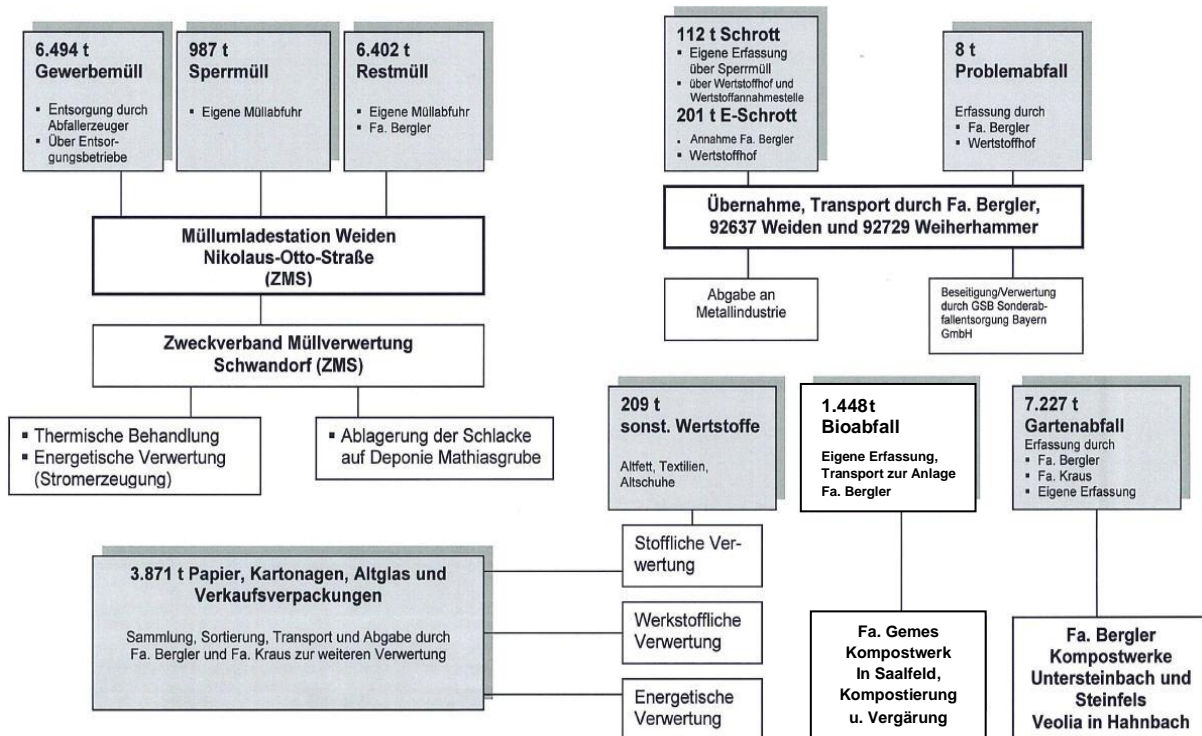 6.494 t
Gewerbemüll
▪ Entsorgung durch
Abfallerzeuger
▪ Über Entsor-
gungsbetriebe
987 t
Sperrmüll
▪ Eigene Müllabfuhr
6.402 t
Restmüll
▪ Eigene Müllabfuhr
▪ Fa. Bergler
Müllumladestation Weiden
Nikolaus-Otto-Straße
(ZMS)
Zweckverband Müllverwertung
Schwandorf (ZMS)
▪ Thermische Behandlung
▪ Energetische Verwertung
(Stromerzeugung)
▪ Ablagerung der Schlacke
auf Deponie Mathiasgrube
112 t Schrott
▪ Eigene Erfassung
über Sperrmüll
▪ über Wertstoffhof und
Wertstoffannahmestelle
201 t E-Schrott
. Annahme Fa. Bergler
▪ Wertstoffhof
8 t
Problemabfall
Erfassung durch
▪ Fa. Bergler
▪ Wertstoffhof
Übernahme, Transport durch Fa. Bergler,
92637 Weiden und 92729 Weiherhammer
Abgabe an
Metallindustrie
Beseitigung/Verwertung
durch GSB Sonderab-
fallentsorgung Bayern
GmbH
209 t
sonst. Wertstoffe
Altfett, Textilien,
Altschuhe
1.448t
Bioabfall
Eigene Erfassung,
Transport zur Anlage
Fa. Bergler
7.227 t
Gartenabfall
Erfassung durch
▪ Fa. Bergler
▪ Fa. Kraus
▪ Eigene Erfassung
3.871 t Papier, Kartonagen, Altglas und
Verkaufsverpackungen
Sammlung, Sortierung, Transport und Abgabe durch
Fa. Bergler und Fa. Kraus zur weiteren Verwertung
Stoffliche Ver-
wertung
Werkstoffliche
Verwertung
Energetische
Verwertung
Fa. Gemes
Kompostwerk
In Saalfeld,
Kompostierung
u. Vergärung
Fa. Bergler
Kompostwerke
Untersteinbach und
Steinfels
Veolia in Hahnbach